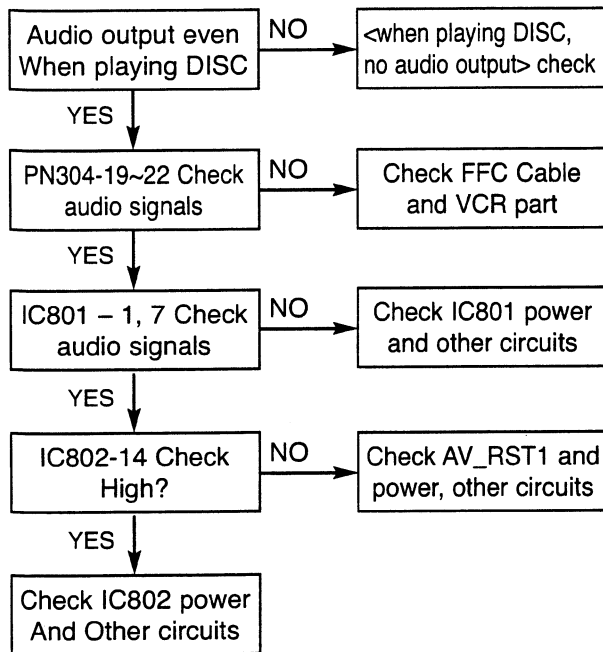 Audio output even
When playing DISC
NO
<when playing DISC,
no audio output> check
YES
PN304-19~22 Check
audio signals
NO
Check FFC Cable
and VCR part
YES
IC801 – 1, 7 Check
audio signals
NO
Check IC801 power
and other circuits
YES
IC802-14 Check
High?
NO
Check AV_RST1 and
power, other circuits
YES
Check IC802 power
And Other circuits